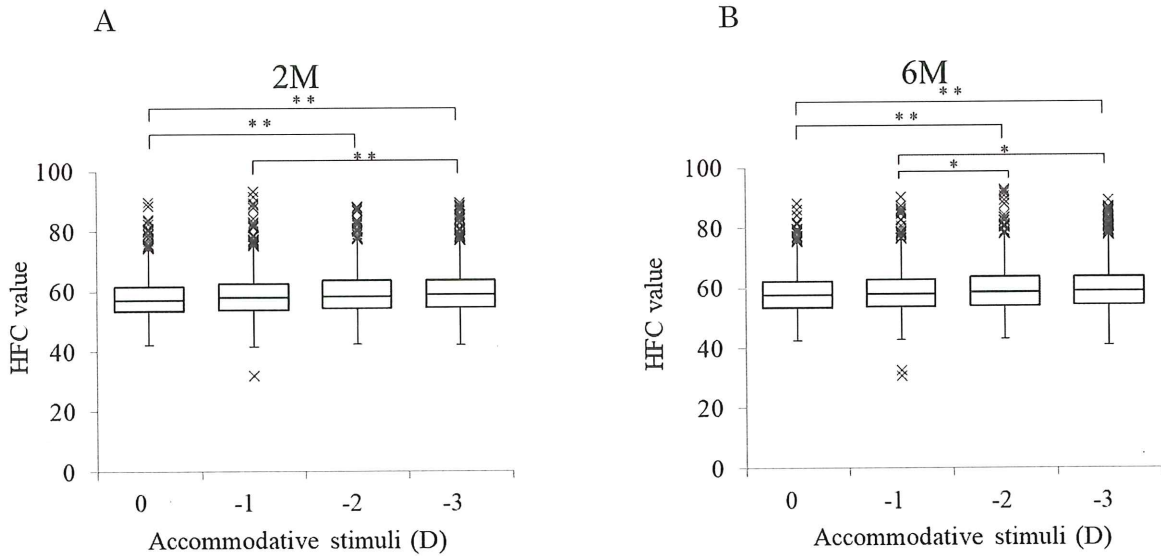 A
2M
* *
* *
* *
100
80
60
40
20
0
HFC value
0 -1 -2 -3
Accommodative stimuli (D)
B
6M
* *
* *
*
*
100
80
60
40
20
0
HFC value
0 -1 -2 -3
Accommodative stimuli (D)